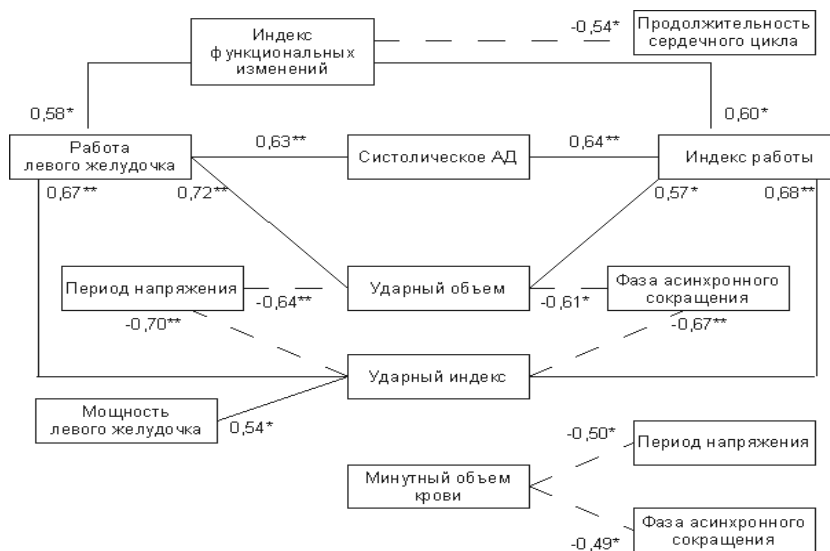 Индекс
функциональных
изменений
-0,54*
Продолжительность
сердечного цикла
0,58*
0,60*
Работа
левого желудочка
0,63**
Систолическое АД
0,64**
Индекс работы
0,67**
0,72**
0,57*
0,68**
Период напряжения
-0,64**
Ударный объем
-0,61*
Фаза асинхронного
сокращения
-0,70**
-0,67**
Ударный индекс
Мощность
левого желудочка
0,54*
-0,50*
Период напряжения
Минутный объем
крови
-0,49*
Фаза асинхронного
сокращения